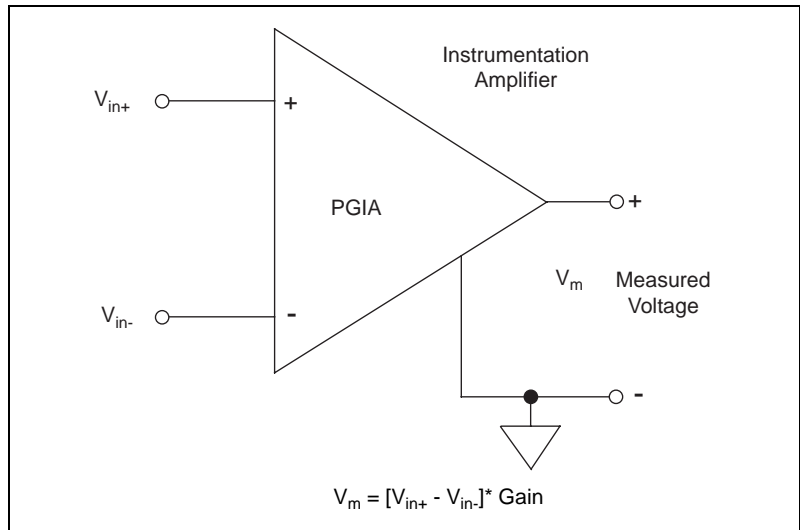 Instrumentation
Amplifier
V_in+
+
PGIA
+
V_m
Measured
Voltage
V_in-
-
-
V_m = [V_in+ - V_in-]* Gain